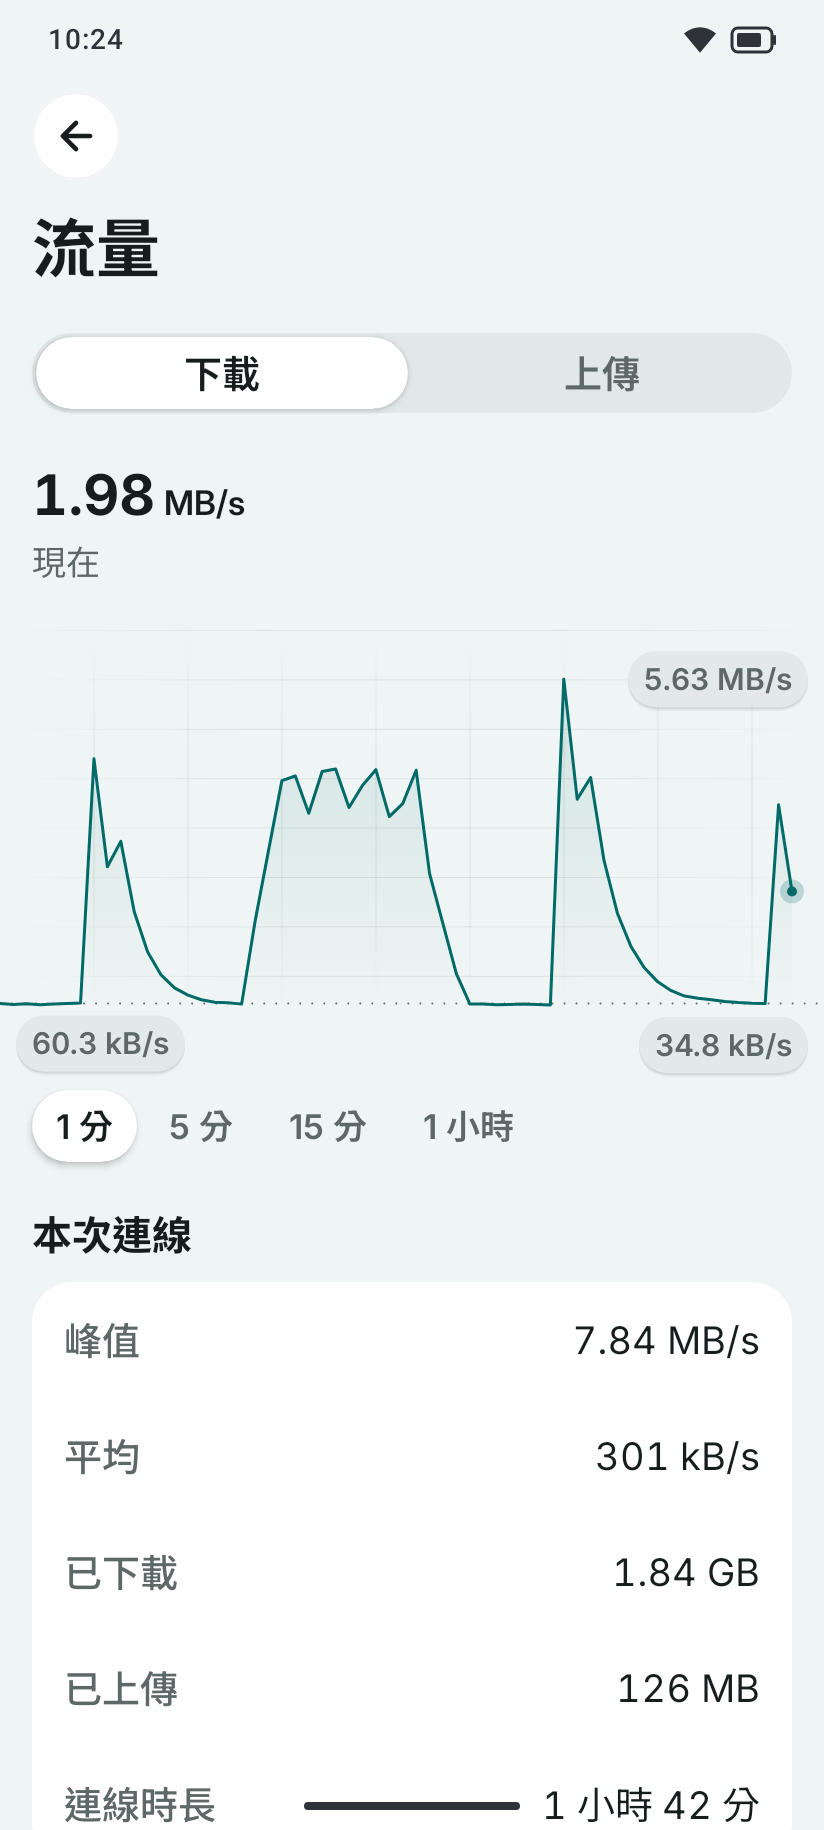 10:24
流量
下載
上傳
1.98 MB/s
現在
5.63 MB/s
60.3 kB/s
34.8 kB/s
1 分
5 分
15 分
1 小時
本次連線
峰值
7.84 MB/s
平均
301 kB/s
已下載
1.84 GB
已上傳
126 MB
連線時長
1 小時 42 分